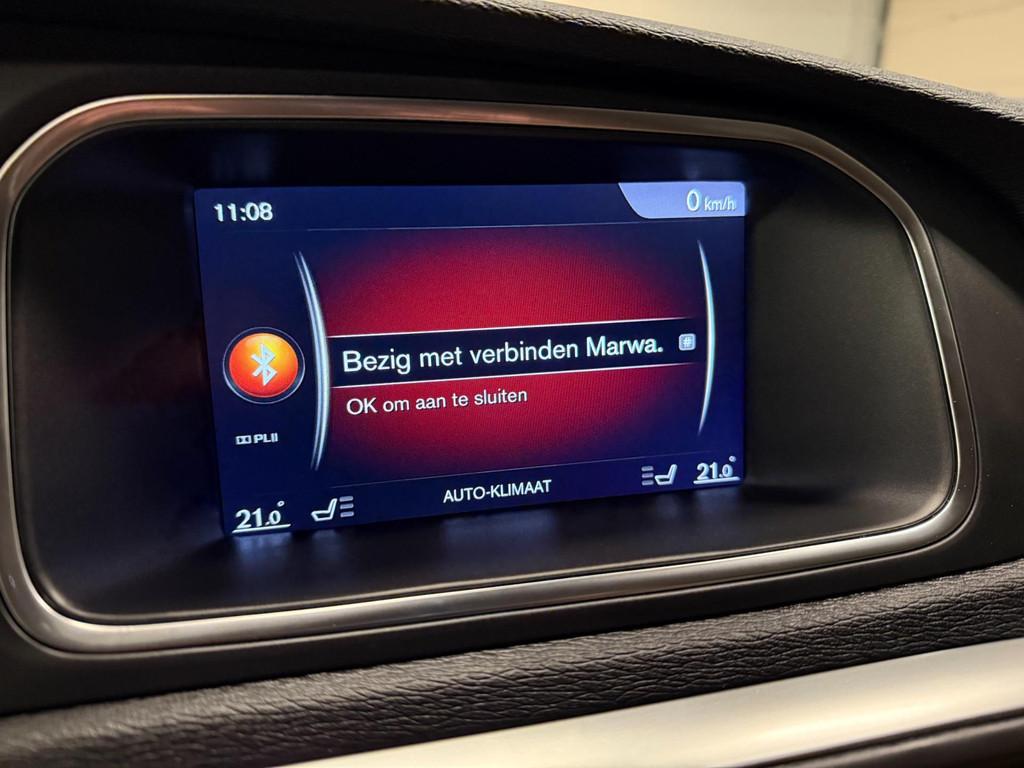 11:08
0 km/h
Bezig met verbinden Marwa. #
OK om aan te sluiten
PLII
21.0°
AUTO-KLIMAAT
21.0°